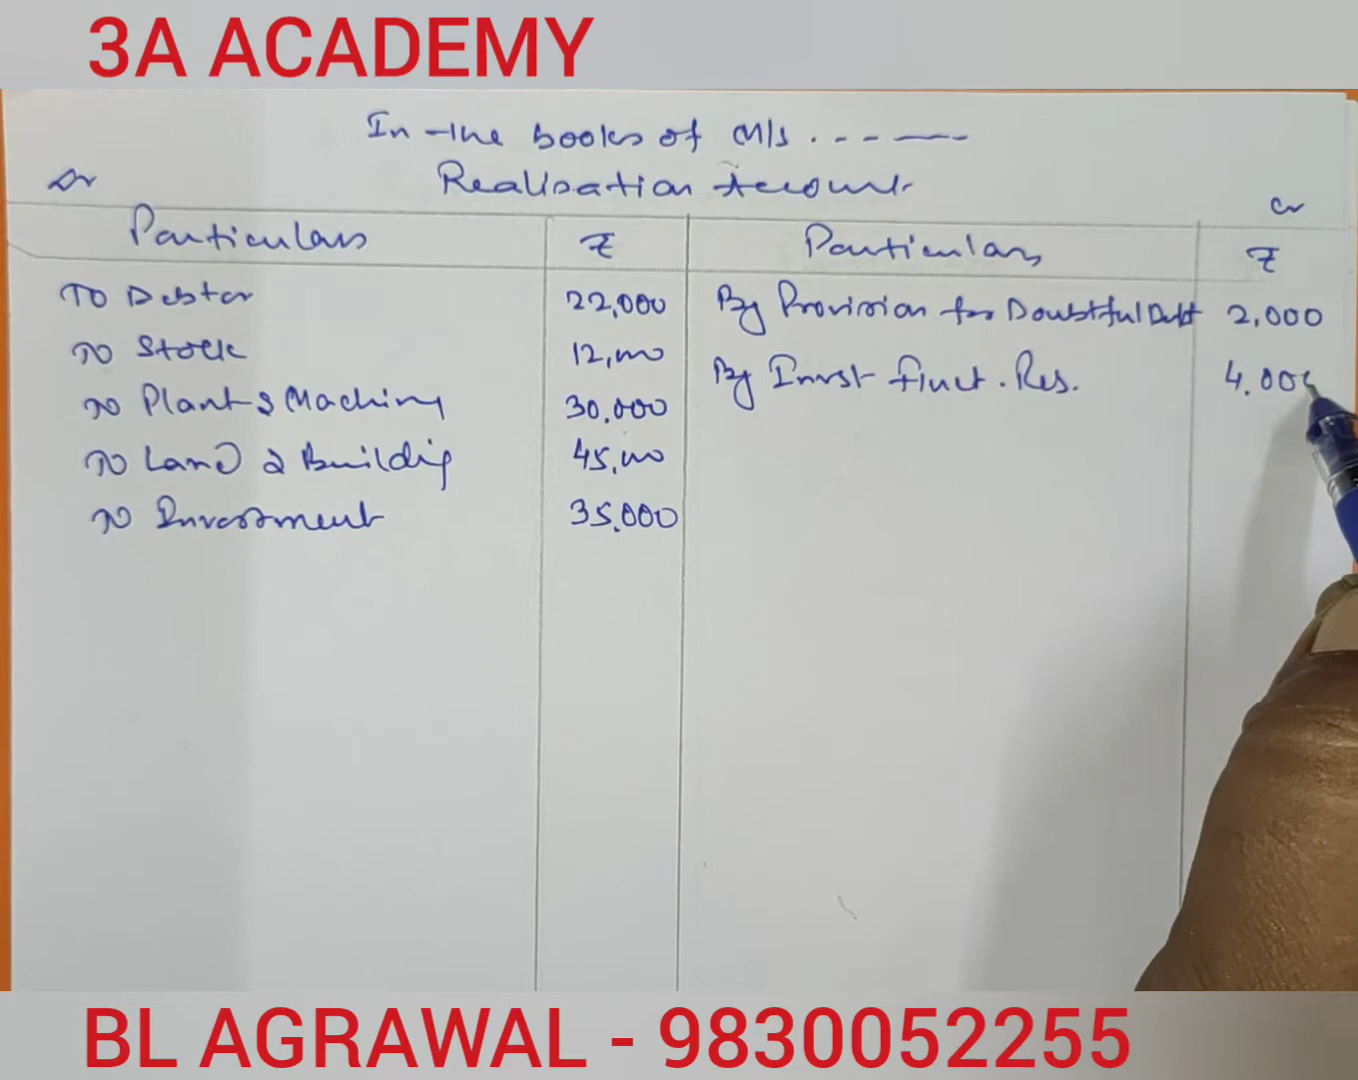 3A ACADEMY
In the books of M/s . - - -
Realisation Account
Dr
Cr
Particulars ₹ Particulars ₹
To Debtor 22,000 By Provision for Doubtful Debt 2,000
To Stock 12,000 By Invst Fluct. Res. 4.000
To Plant & Machinery 30.000
To Land & Building 45,000
To Investment 35.000
BL AGRAWAL - 9830052255